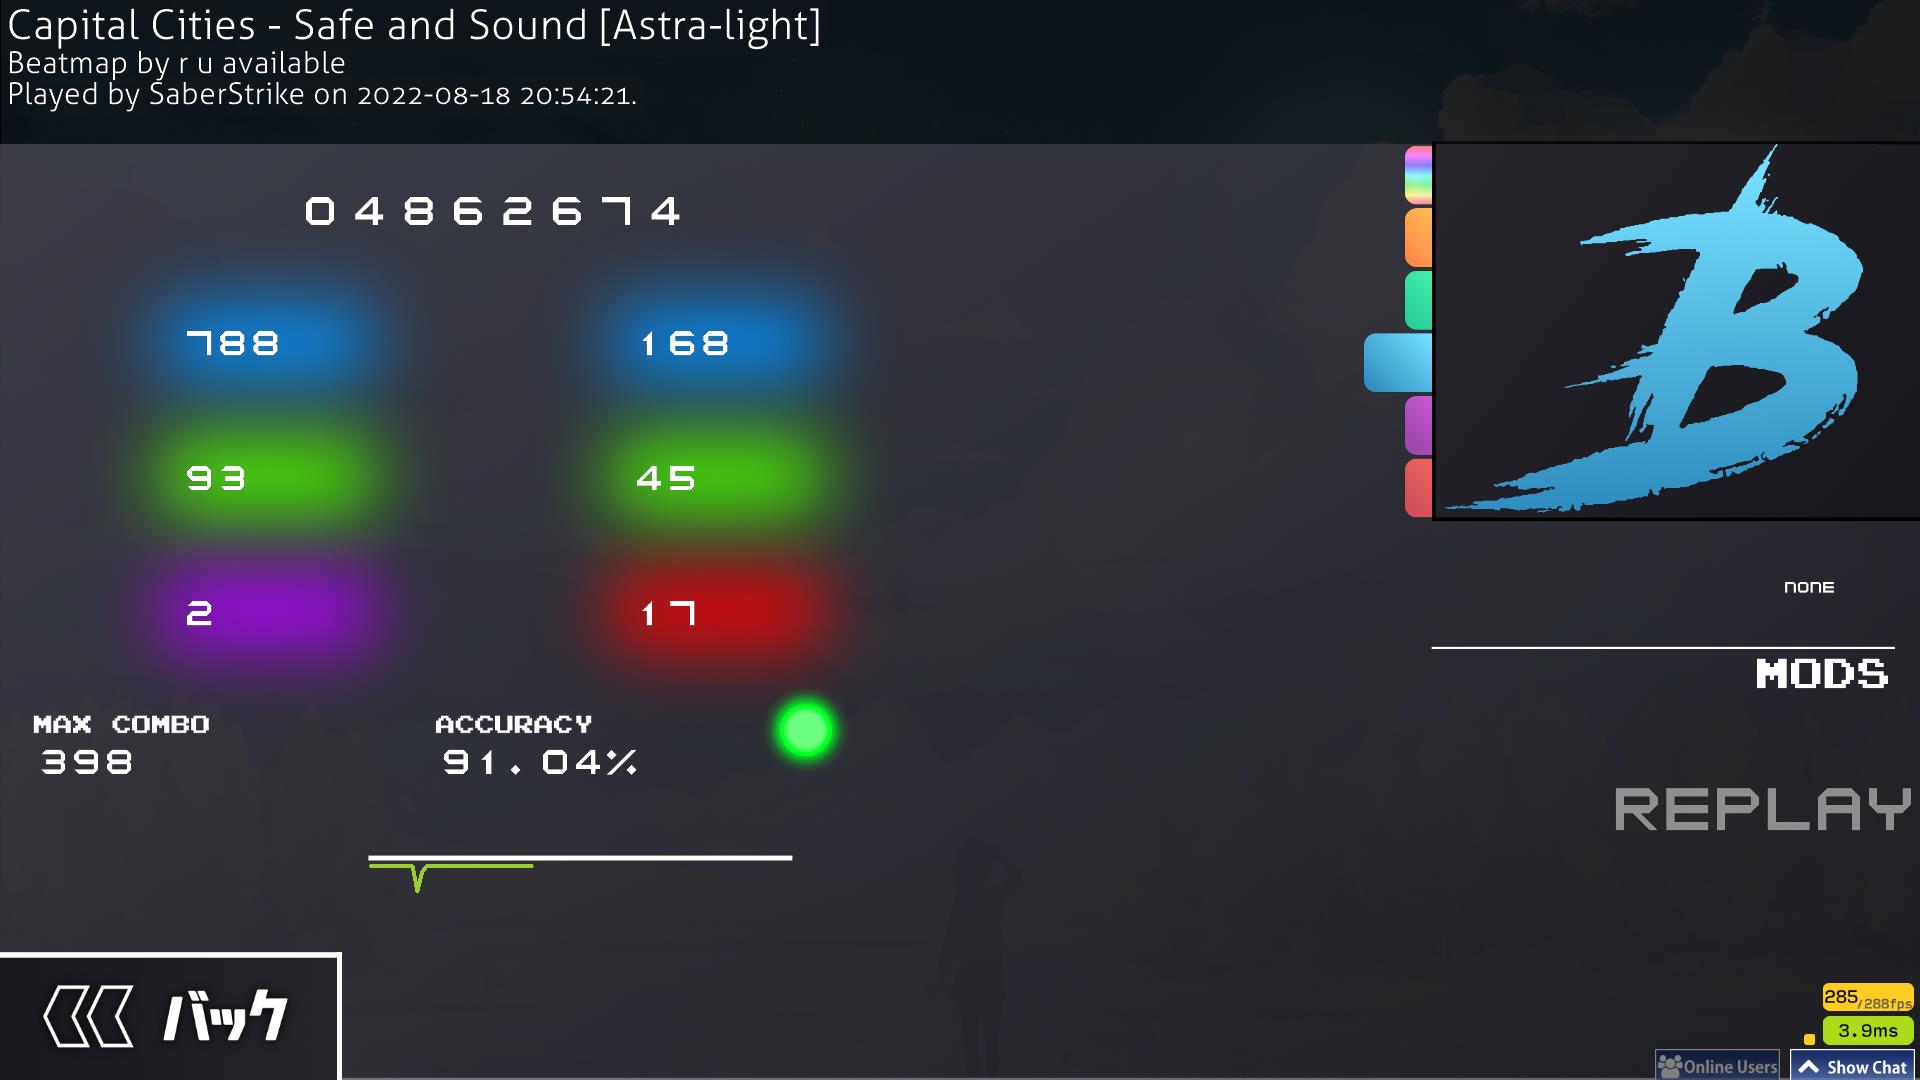 Capital Cities - Safe and Sound [Astra-light]
Beatmap by r u available
Played by SaberStrike on 2022-08-18 20:54:21.
04862674
788
168
93
45
2
17
MAX COMBO
398
ACCURACY
91.04%
B
NONE
MODS
REPLAY
バック
285/288fps
3.9ms
Online Users
Show Chat